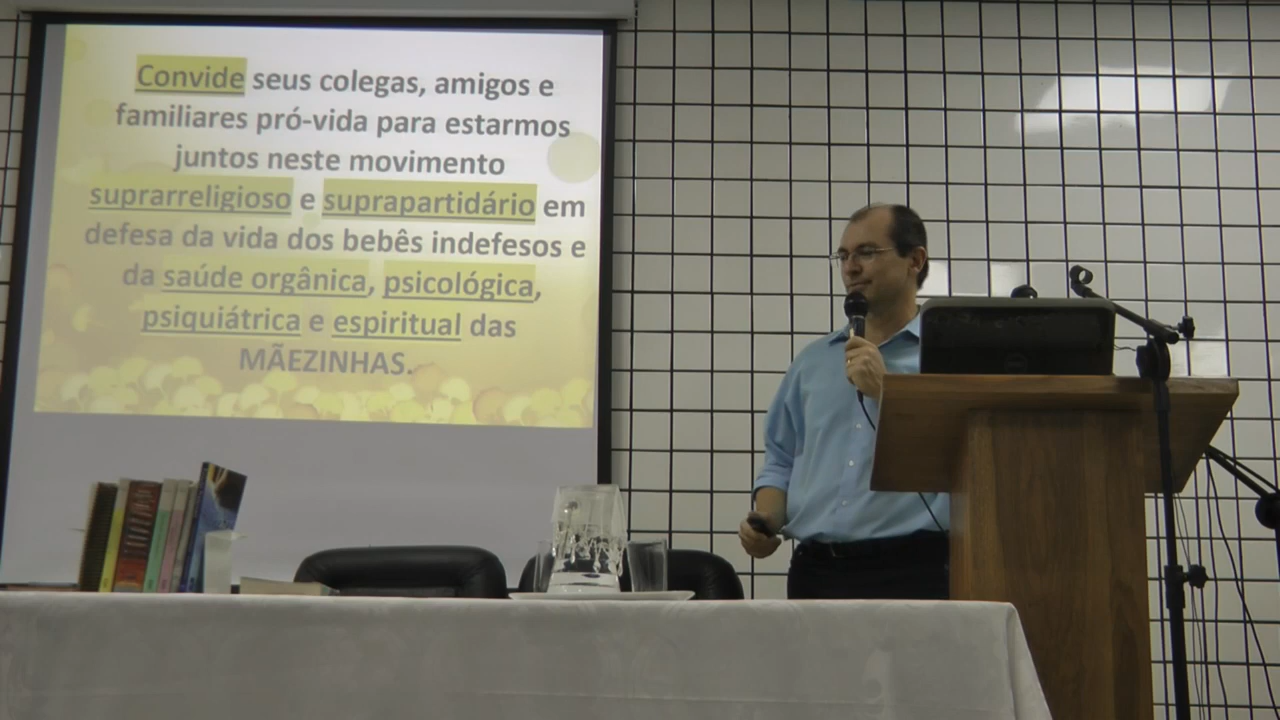 Convide seus colegas, amigos e
familiares pró-vida para estarmos
juntos neste movimento
suprarreligioso e suprapartidário em
defesa da vida dos bebês indefesos e
da saúde orgânica, psicológica,
psiquiátrica e espiritual das
MÃEZINHAS.